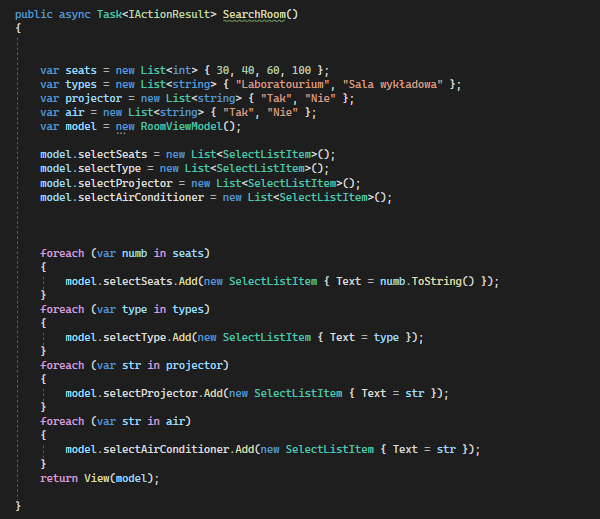 public async Task<IActionResult> SearchRoom()
{
var seats = new List<int> { 30, 40, 60, 100 };
var types = new List<string> { "Laboratourium", "Sala wykładowa" };
var projector = new List<string> { "Tak", "Nie" };
var air = new List<string> { "Tak", "Nie" };
var model = new RoomViewModel();
model.selectSeats = new List<SelectListItem>();
model.selectType = new List<SelectListItem>();
model.selectProjector = new List<SelectListItem>();
model.selectAirConditioner = new List<SelectListItem>();
foreach (var numb in seats)
{
model.selectSeats.Add(new SelectListItem { Text = numb.ToString() });
}
foreach (var type in types)
{
model.selectType.Add(new SelectListItem { Text = type });
}
foreach (var str in projector)
{
model.selectProjector.Add(new SelectListItem { Text = str });
}
foreach (var str in air)
{
model.selectAirConditioner.Add(new SelectListItem { Text = str });
}
return View(model);
}